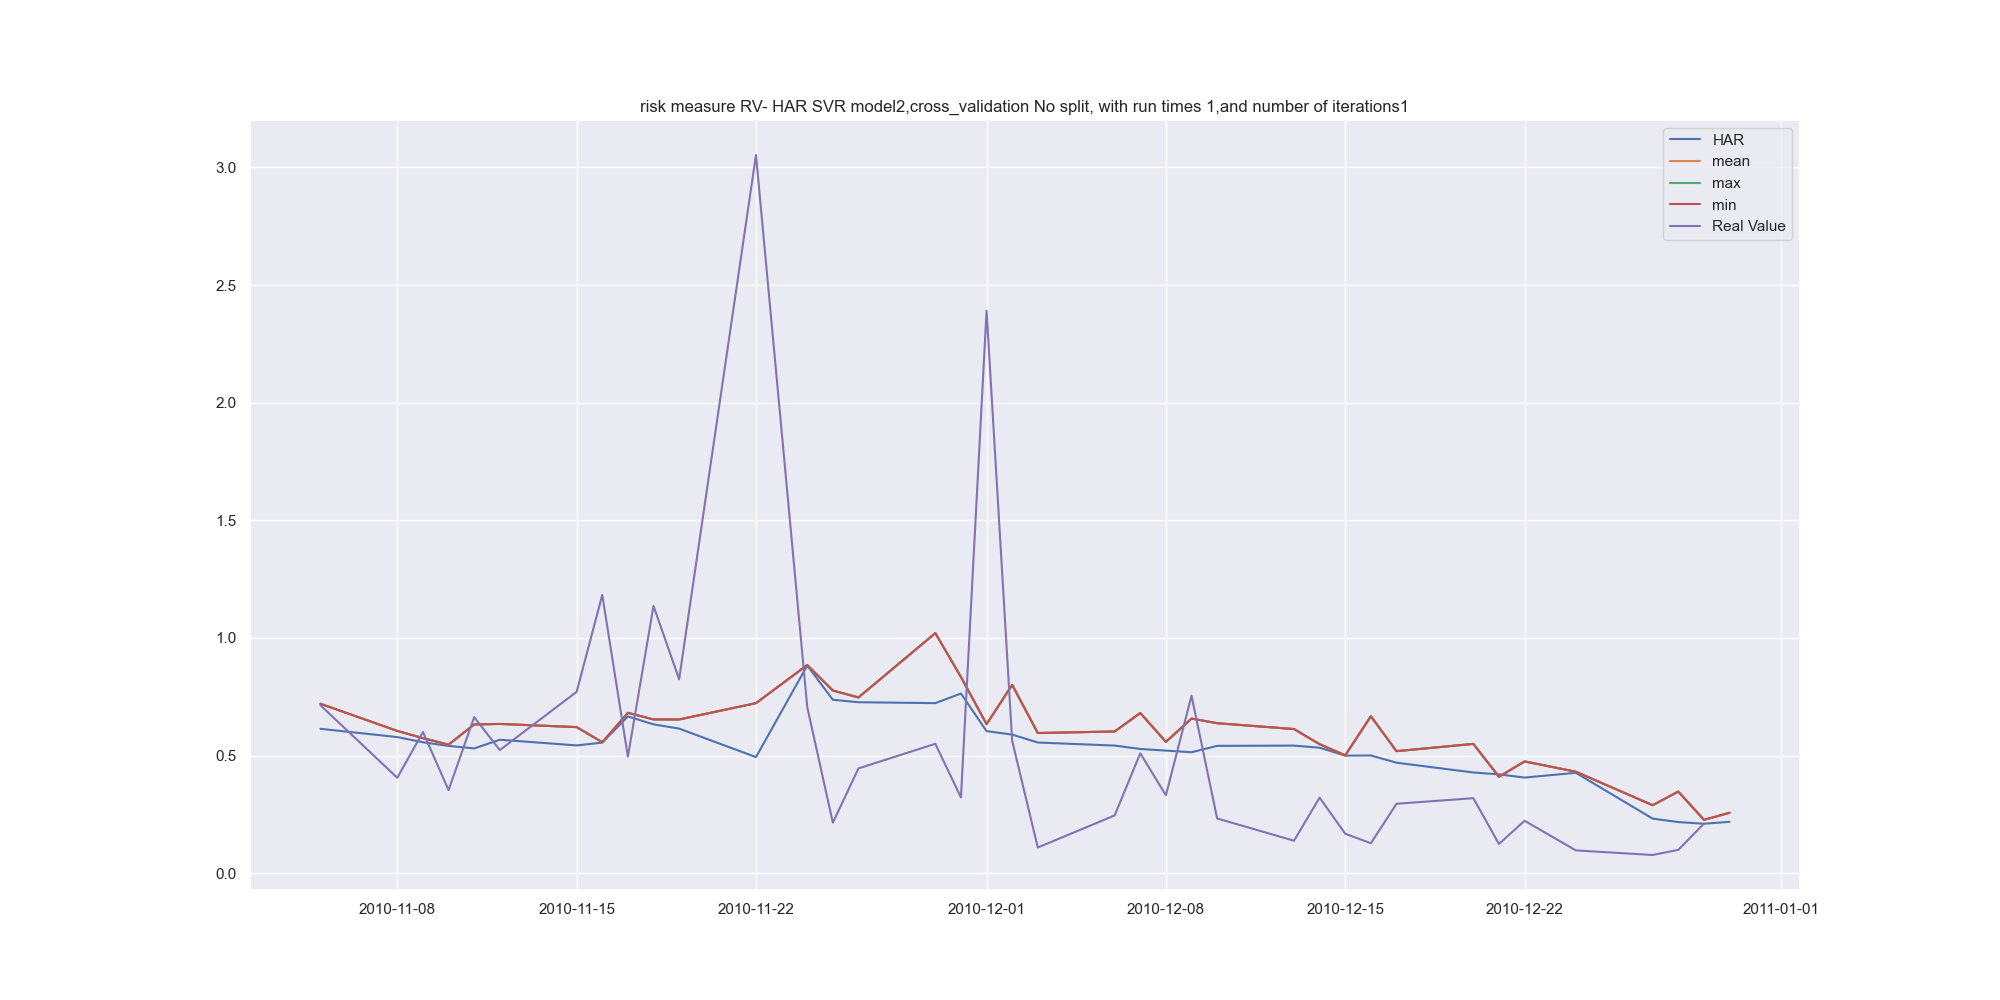 risk measure RV- HAR SVR model2,cross_validation No split, with run times 1,and number of iterations1
HAR
mean
max
min
Real Value
3.0
2.5
2.0
1.5
1.0
0.5
0.0
2010-11-08
2010-11-15
2010-11-22
2010-12-01
2010-12-08
2010-12-15
2010-12-22
2011-01-01